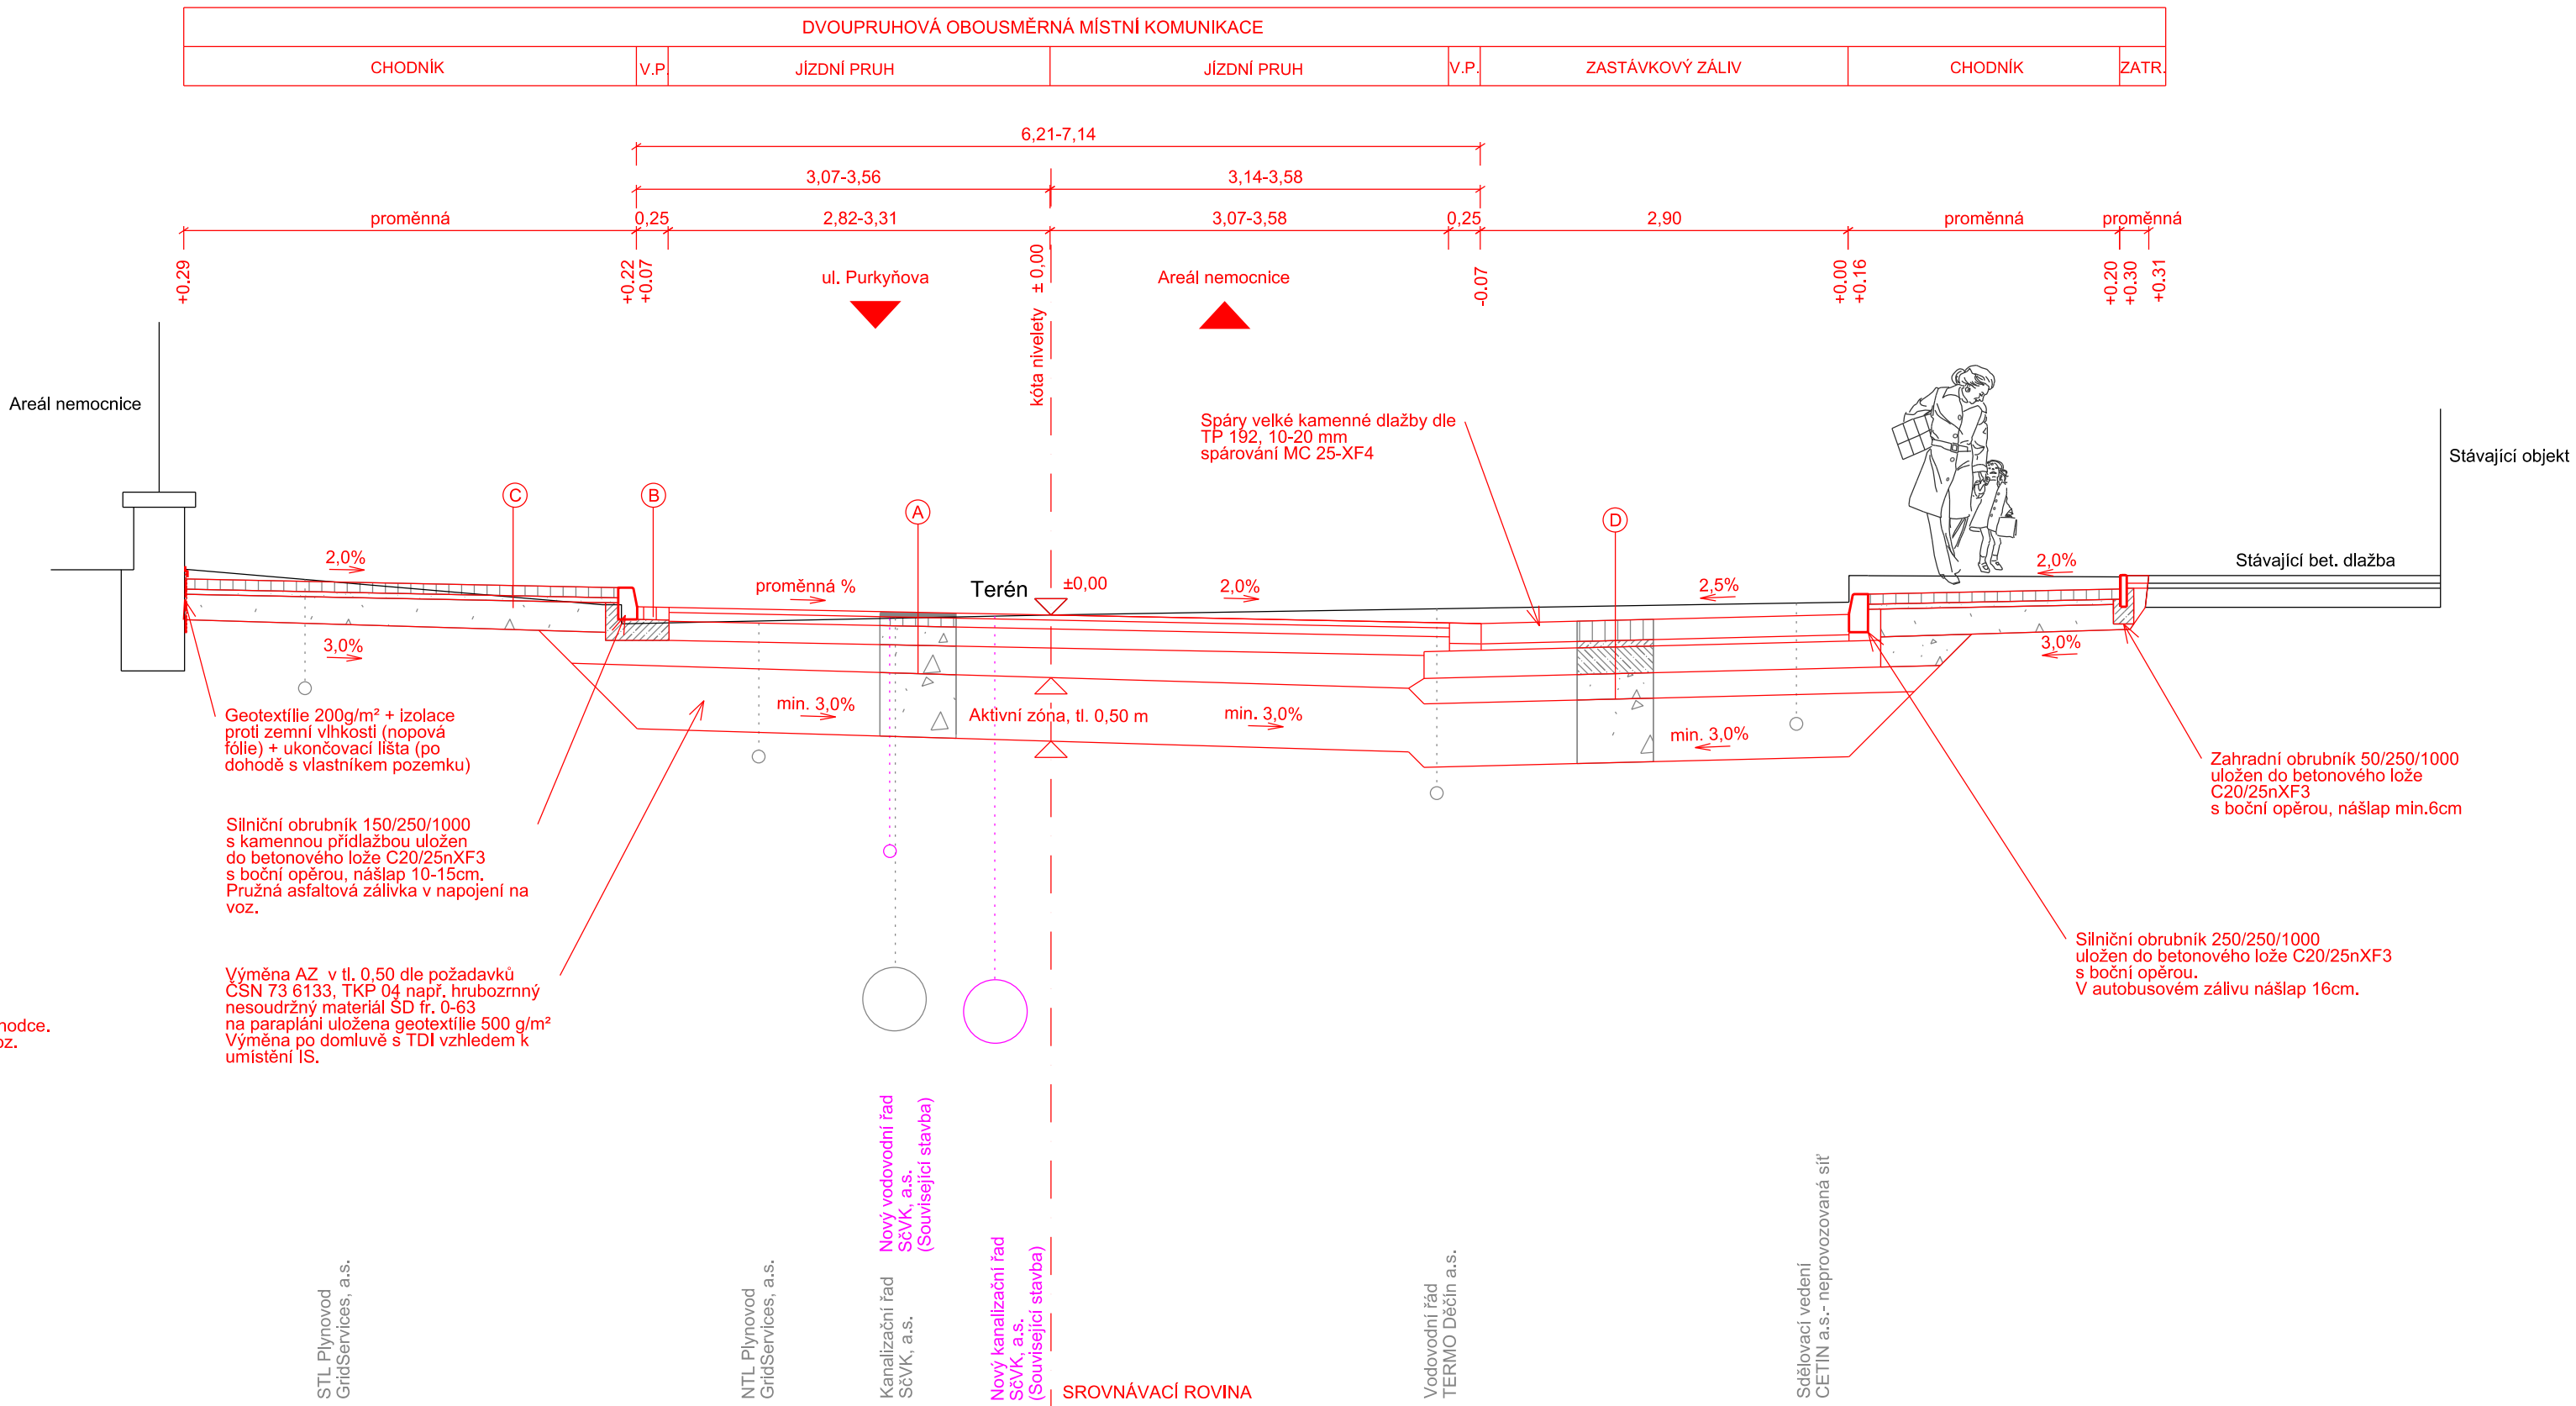 DVOUPRUHOVÁ OBOUSMĚRNÁ MÍSTNÍ KOMUNIKACE
CHODNÍK
V.P.
JÍZDNÍ PRUH
JÍZDNÍ PRUH
V.P.
ZASTÁVKOVÝ ZÁLIV
CHODNÍK
ZATR.
6,21-7,14
3,07-3,56
3,14-3,58
proměnná
0,25
2,82-3,31
3,07-3,58
0,25
2,90
proměnná
proměnná
+0.29
+0.22
+0.07
ul. Purkyňova
kóta nivelety ± 0,00
Areál nemocnice
-0.07
+0.00
+0.16
+0.20
+0.30
+0.31
Areál nemocnice
Spáry velké kamenné dlažby dle
TP 192, 10-20 mm
spárování MC 25-XF4
Stávající objekt
C
B
A
D
2,0%
proměnná %
Terén
±0,00
2,0%
2,5%
2,0%
Stávající bet. dlažba
3,0%
3,0%
min. 3,0%
Aktivní zóna, tl. 0,50 m
min. 3,0%
min. 3,0%
Geotextílie 200g/m² + izolace
proti zemní vlhkosti (nopová
fólie) + ukončovací lišta (po
dohodě s vlastníkem pozemku)
Zahradní obrubník 50/250/1000
uložen do betonového lože
C20/25nXF3
s boční opěrou, nášlap min.6cm
Silniční obrubník 150/250/1000
s kamennou přídlažbou uložen
do betonového lože C20/25nXF3
s boční opěrou, nášlap 10-15cm.
Pružná asfaltová zálivka v napojení na
voz.
Silniční obrubník 250/250/1000
uložen do betonového lože C20/25nXF3
s boční opěrou.
V autobusovém zálivu nášlap 16cm.
Výměna AZ v tl. 0,50 dle požadavků
ČSN 73 6133, TKP 04 např. hrubozrnný
nesoudržný materiál ŠD fr. 0-63
na parapláni uložena geotextílie 500 g/m²
Výměna po domluvě s TDI vzhledem k
umístění IS.
hodce.
oz.
STL Plynovod
GridServices, a.s.
NTL Plynovod
GridServices, a.s.
Nový vodovodní řad
SčVK, a.s.
(Související stavba)
Kanalizační řad
SčVK, a.s.
Nový kanalizační řad
SčVK, a.s.
(Související stavba)
SROVNÁVACÍ ROVINA
Vodovodní řád
TERMO Děčín a.s.
Sdělovací vedení
CETIN a.s.- neprovozovaná síť